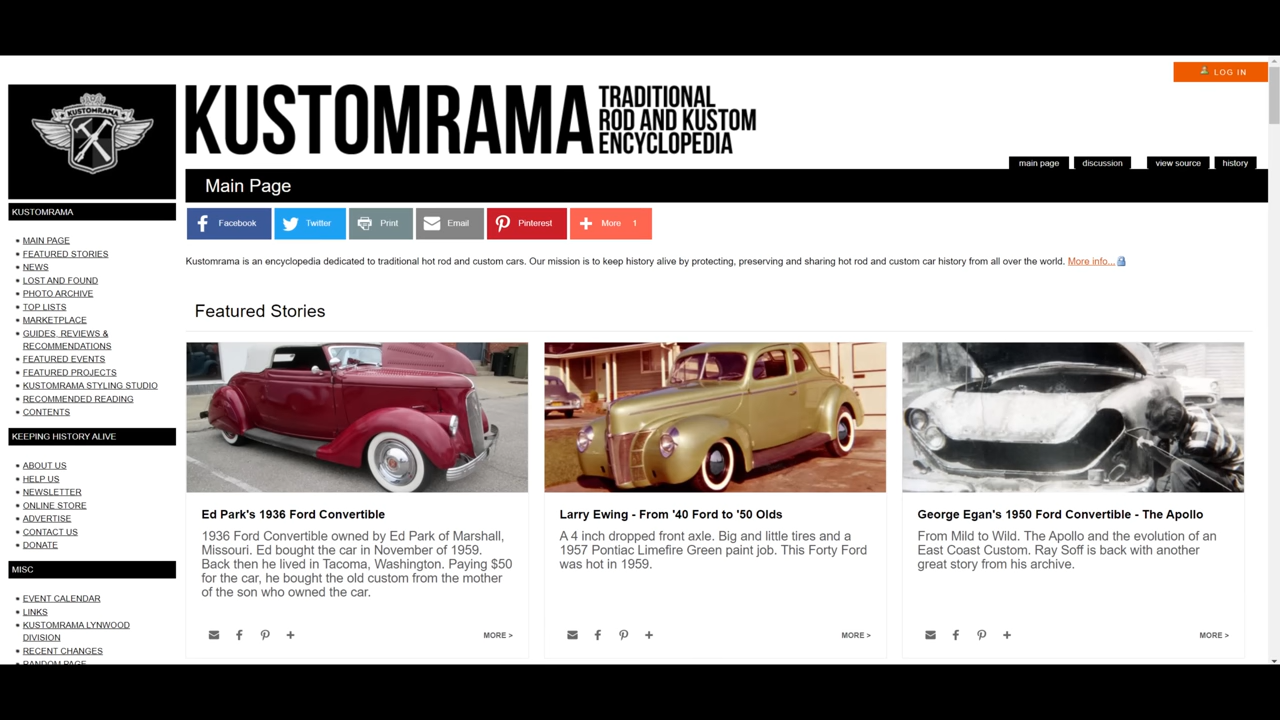 LOG IN
KUSTOMRAMA
KUSTOMRAMA
TRADITIONAL
ROD AND KUSTOM
ENCYCLOPEDIA
main page
discussion
view source
history
Main Page
Facebook
Twitter
Print
Email
Pinterest
More 1
Kustomrama is an encyclopedia dedicated to traditional hot rod and custom cars. Our mission is to keep history alive by protecting, preserving and sharing hot rod and custom car history from all over the world. More info...
KUSTOMRAMA
MAIN PAGE
FEATURED STORIES
NEWS
LOST AND FOUND
PHOTO ARCHIVE
TOP LISTS
MARKETPLACE
GUIDES, REVIEWS &
RECOMMENDATIONS
FEATURED EVENTS
FEATURED PROJECTS
KUSTOMRAMA STYLING STUDIO
RECOMMENDED READING
CONTENTS
KEEPING HISTORY ALIVE
ABOUT US
HELP US
NEWSLETTER
ONLINE STORE
ADVERTISE
CONTACT US
DONATE
MISC
EVENT CALENDAR
LINKS
KUSTOMRAMA LYNWOOD
DIVISION
RECENT CHANGES
RANDOM PAGE
Featured Stories
Ed Park's 1936 Ford Convertible
1936 Ford Convertible owned by Ed Park of Marshall,
Missouri. Ed bought the car in November of 1959.
Back then he lived in Tacoma, Washington. Paying $50
for the car, he bought the old custom from the mother
of the son who owned the car.
MORE >
Larry Ewing - From '40 Ford to '50 Olds
A 4 inch dropped front axle. Big and little tires and a
1957 Pontiac Limefire Green paint job. This Forty Ford
was hot in 1959.
MORE >
George Egan's 1950 Ford Convertible - The Apollo
From Mild to Wild. The Apollo and the evolution of an
East Coast Custom. Ray Soff is back with another
great story from his archive.
MORE >